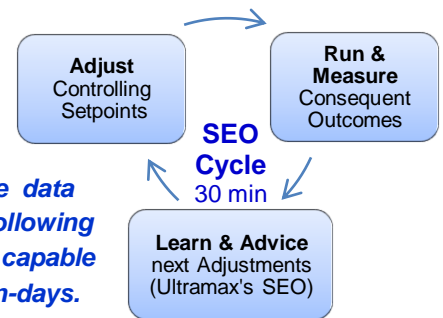 Adjust
Controlling
Setpoints
Run &
Measure
Consequent
Outcomes
SEO
Cycle
30 min
data
ollowing
capable
n-days.
Learn & Advice
next Adjustments
(Ultramax's SEO)